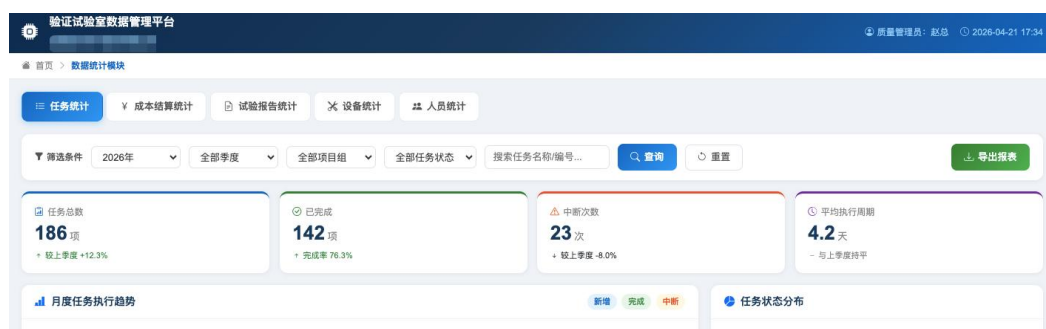 验证试验室数据管理平台
质量管理员：赵总 2026-04-21 17:34
首页 > 数据统计模块
任务统计 ¥ 成本结算统计 试验报告统计 设备统计 人员统计
筛选条件 2026年 全部季度 全部项目组 全部任务状态 搜索任务名称/编号... 查询 重置 导出报表
任务总数
186 项
↑ 较上季度 +12.3%
已完成
142 项
↑ 完成率 76.3%
中断次数
23 次
↓ 较上季度 -8.0%
平均执行周期
4.2 天
− 与上季度持平
月度任务执行趋势 新增 完成 中断
任务状态分布